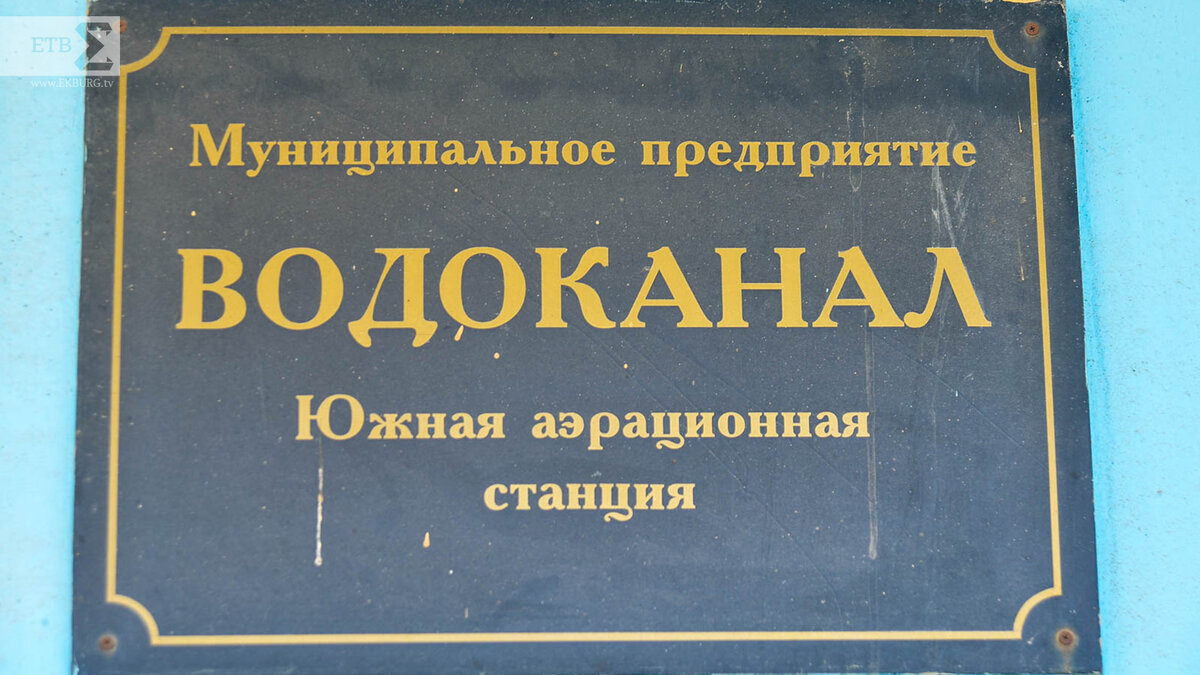 ЕТВ
www.EKBURG.tv
Муниципальное предприятие
ВОДОКАНАЛ
Южная аэрационная
станция